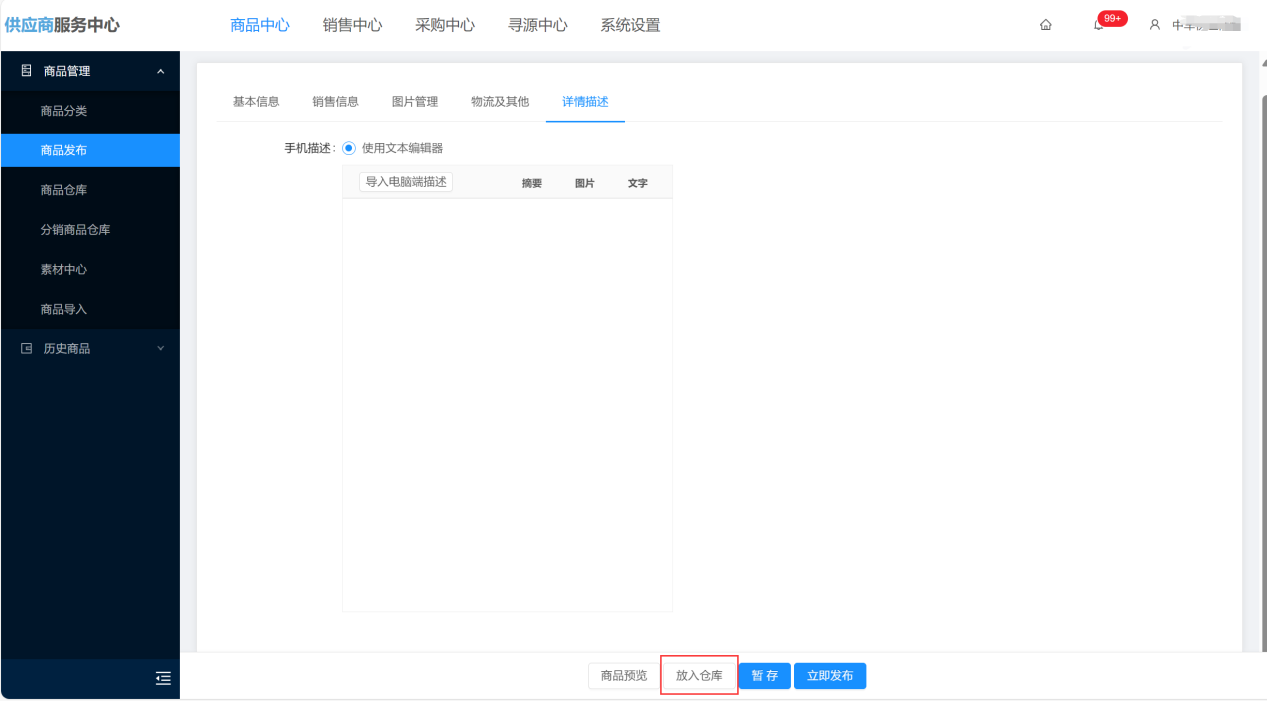 供应商服务中心 商品中心 销售中心 采购中心 寻源中心 系统设置 99+
商品管理
商品分类
商品发布
商品仓库
分销商品仓库
素材中心
商品导入
历史商品
基本信息 销售信息 图片管理 物流及其他 详情描述
手机描述: 使用文本编辑器
导入电脑端描述 摘要 图片 文字
商品预览 放入仓库 暂存 立即发布